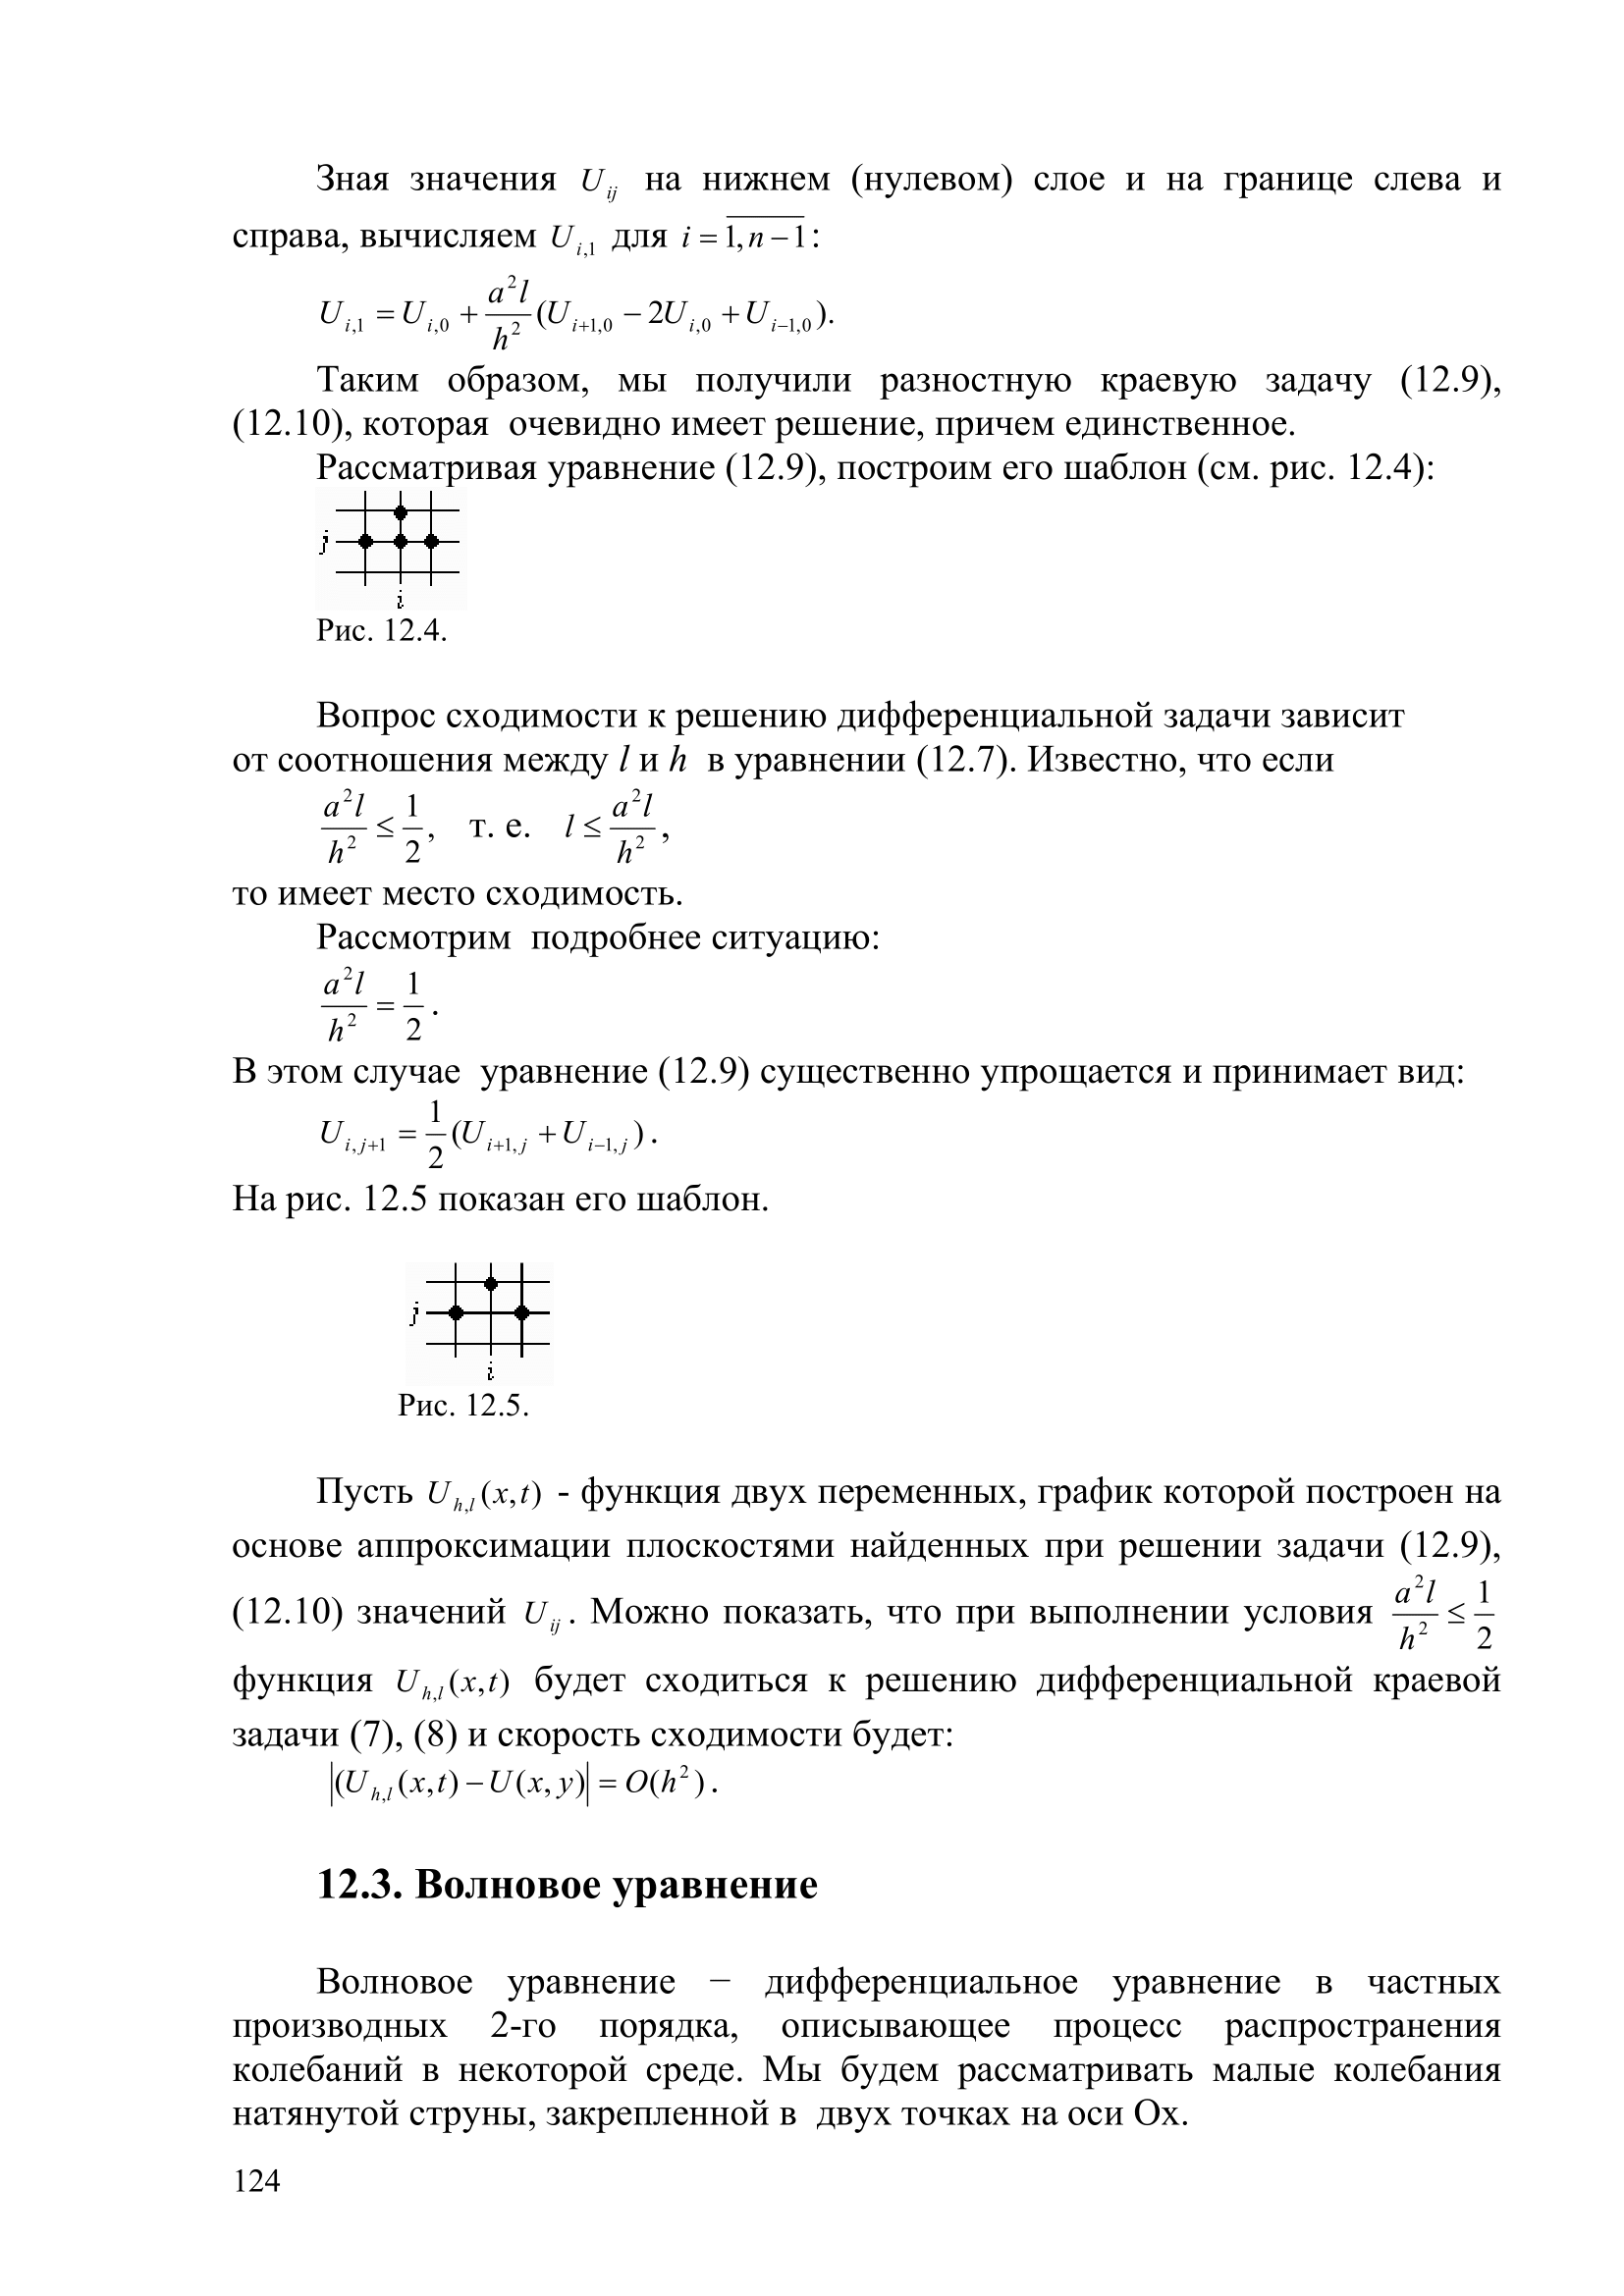 Зная значения U_{ij} на нижнем (нулевом) слое и на границе слева и
справа, вычисляем U_{i,1} для i = \overline{1, n − 1}:
U_{i,1} = U_{i,0} + \frac{a^2 l}{h^2}(U_{i+1,0} − 2U_{i,0} + U_{i−1,0}).
Таким образом, мы получили разностную краевую задачу (12.9),
(12.10), которая очевидно имеет решение, причем единственное.
Рассматривая уравнение (12.9), построим его шаблон (см. рис. 12.4):
j
i
Рис. 12.4.
Вопрос сходимости к решению дифференциальной задачи зависит
от соотношения между l и h в уравнении (12.7). Известно, что если
\frac{a^2 l}{h^2} ≤ \frac{1}{2}, т. е. l ≤ \frac{a^2 l}{h^2},
то имеет место сходимость.
Рассмотрим подробнее ситуацию:
\frac{a^2 l}{h^2} = \frac{1}{2}.
В этом случае уравнение (12.9) существенно упрощается и принимает вид:
U_{i,j+1} = \frac{1}{2}(U_{i+1,j} + U_{i−1,j}).
На рис. 12.5 показан его шаблон.
j
i
Рис. 12.5.
Пусть U_{h,l}(x,t) - функция двух переменных, график которой построен на
основе аппроксимации плоскостями найденных при решении задачи (12.9),
(12.10) значений U_{ij}. Можно показать, что при выполнении условия \frac{a^2 l}{h^2} ≤ \frac{1}{2}
функция U_{h,l}(x,t) будет сходиться к решению дифференциальной краевой
задачи (7), (8) и скорость сходимости будет:
|(U_{h,l}(x,t) − U(x, y)| = O(h^2).
12.3. Волновое уравнение
Волновое уравнение − дифференциальное уравнение в частных
производных 2-го порядка, описывающее процесс распространения
колебаний в некоторой среде. Мы будем рассматривать малые колебания
натянутой струны, закрепленной в двух точках на оси Ох.
124